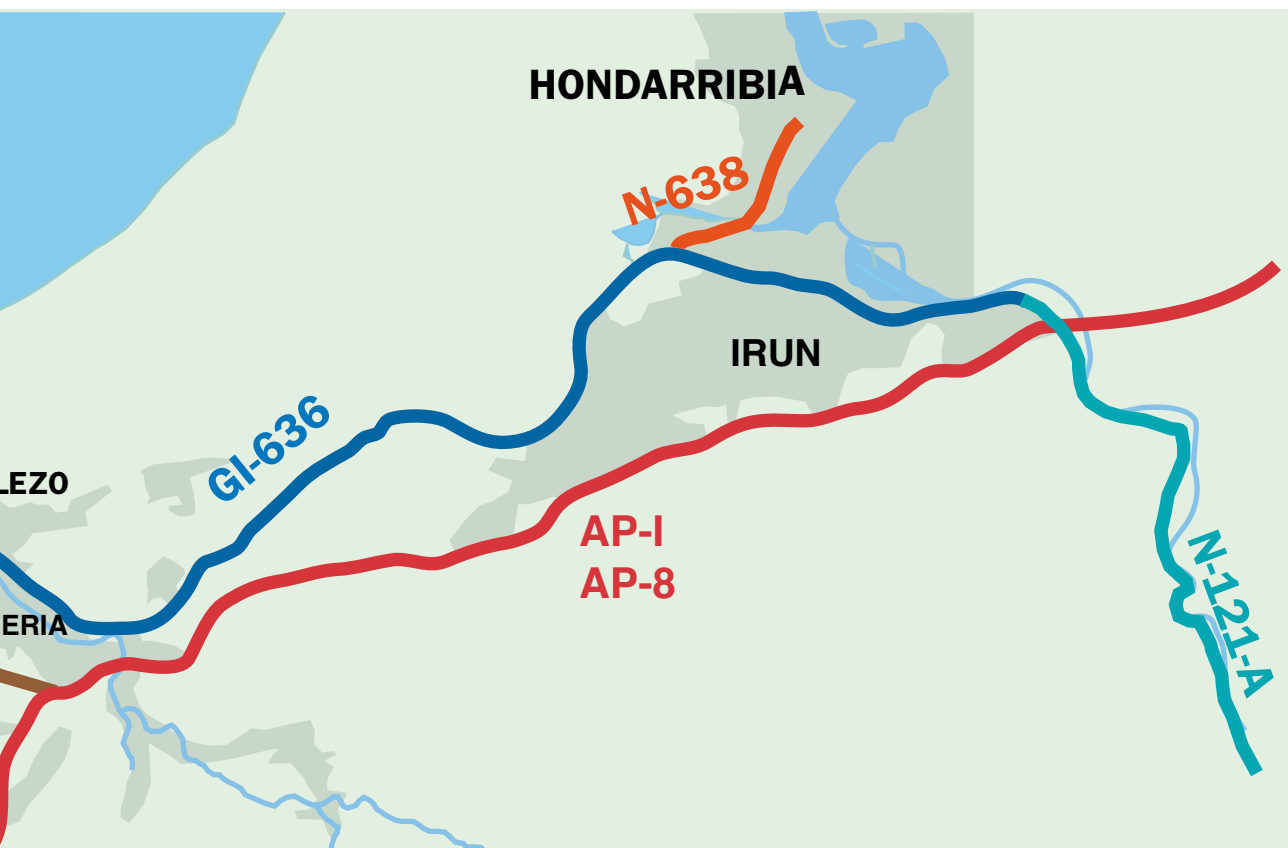 HONDARRIBIA
N-638
IRUN
GI-636
LEZO
AP-I
AP-8
ERIA
N-121-A